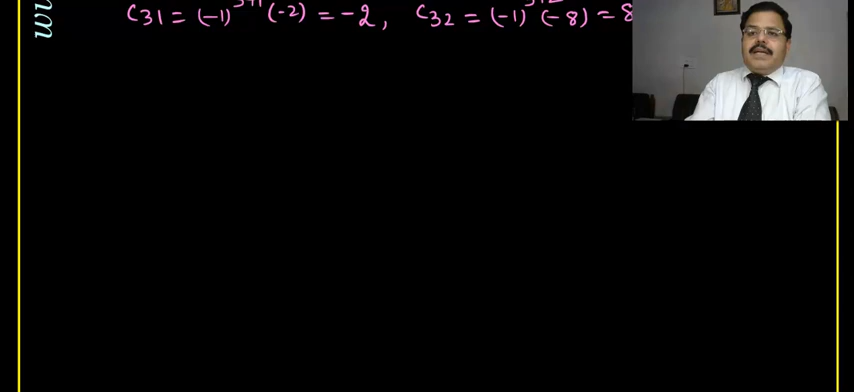 C31 = (-1)^3+1 (-2) = -2, C32 = (-1)^3+2 (-8) = 8